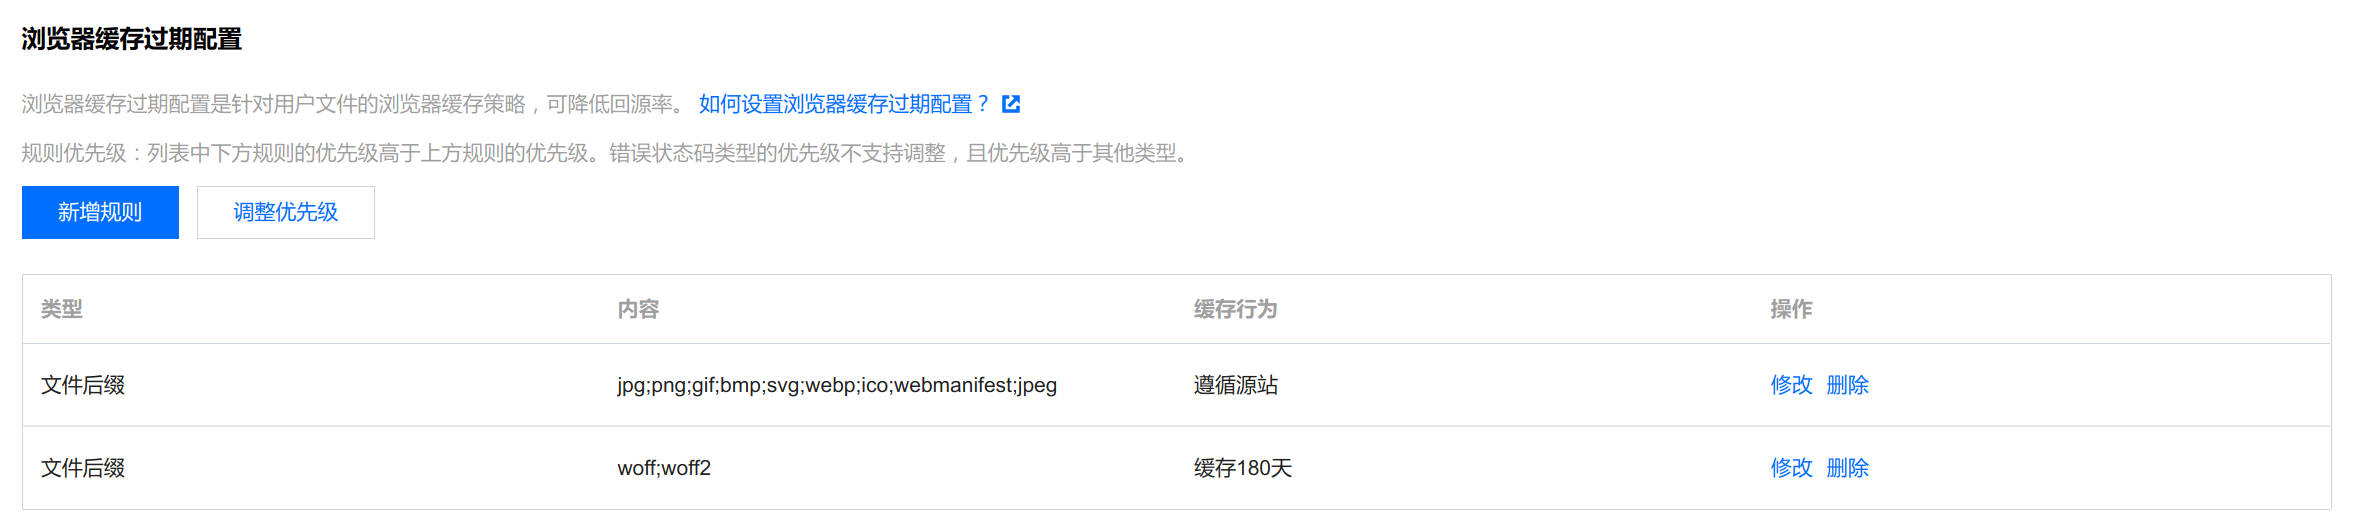 浏览器缓存过期配置
浏览器缓存过期配置是针对用户文件的浏览器缓存策略，可降低回源率。 如何设置浏览器缓存过期配置？
规则优先级：列表中下方规则的优先级高于上方规则的优先级。错误状态码类型的优先级不支持调整，且优先级高于其他类型。
新增规则 调整优先级
类型 内容 缓存行为 操作
文件后缀 jpg;png;gif;bmp;svg;webp;ico;webmanifest;jpeg 遵循源站 修改 删除
文件后缀 woff;woff2 缓存180天 修改 删除